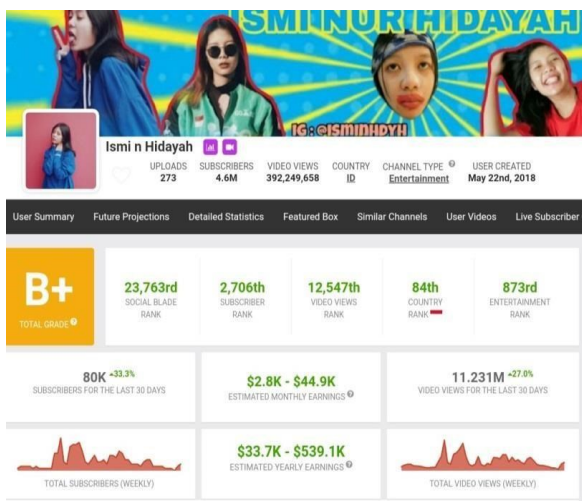 ISMI NUR HIDAYAH
IG:@ISMINHDYH
Ismi n Hidayah
UPLOADS
273
SUBSCRIBERS
4.6M
VIDEO VIEWS
392,249,658
COUNTRY
ID
CHANNEL TYPE
Entertainment
USER CREATED
May 22nd, 2018
User Summary Future Projections Detailed Statistics Featured Box Similar Channels User Videos Live Subscriber
B+
TOTAL GRADE
23,763rd
SOCIAL BLADE
RANK
2,706th
SUBSCRIBER
RANK
12,547th
VIDEO VIEWS
RANK
84th
COUNTRY
RANK
873rd
ENTERTAINMENT
RANK
80K 33.3%
SUBSCRIBERS FOR THE LAST 30 DAYS
$2.8K - $44.9K
ESTIMATED MONTHLY EARNINGS
11.231M 27.0%
VIDEO VIEWS FOR THE LAST 30 DAYS
TOTAL SUBSCRIBERS (WEEKLY)
$33.7K - $539.1K
ESTIMATED YEARLY EARNINGS
TOTAL VIDEO VIEWS (WEEKLY)